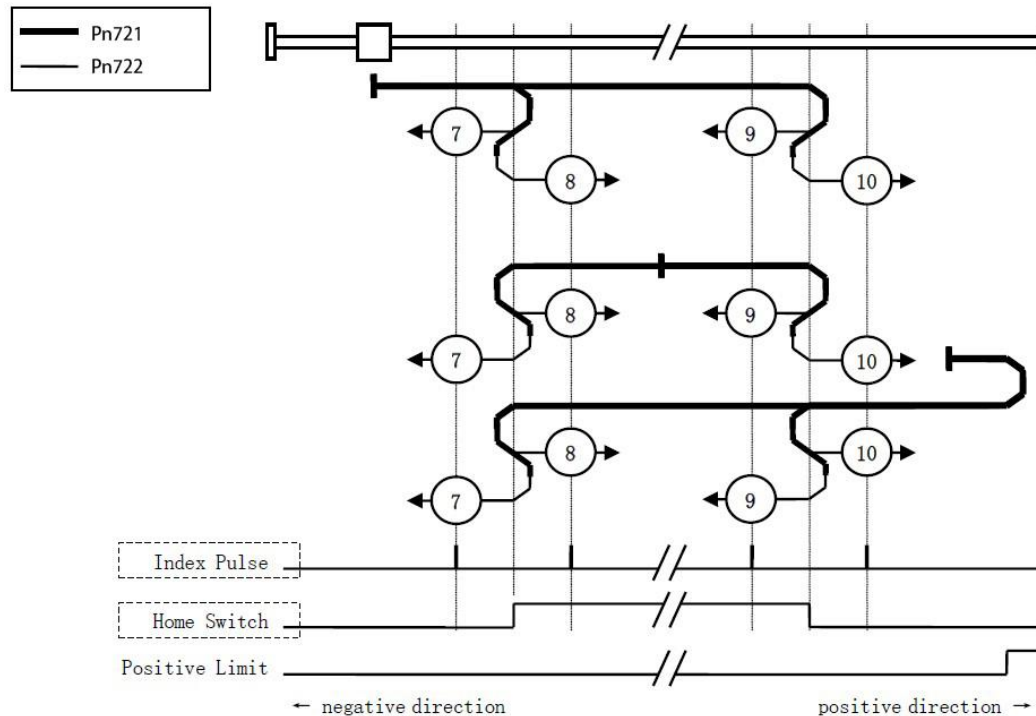 Pn721
Pn722
7
9
8
10
8
9
7
10
8
10
7
9
Index Pulse
Home Switch
Positive Limit
← negative direction
positive direction →